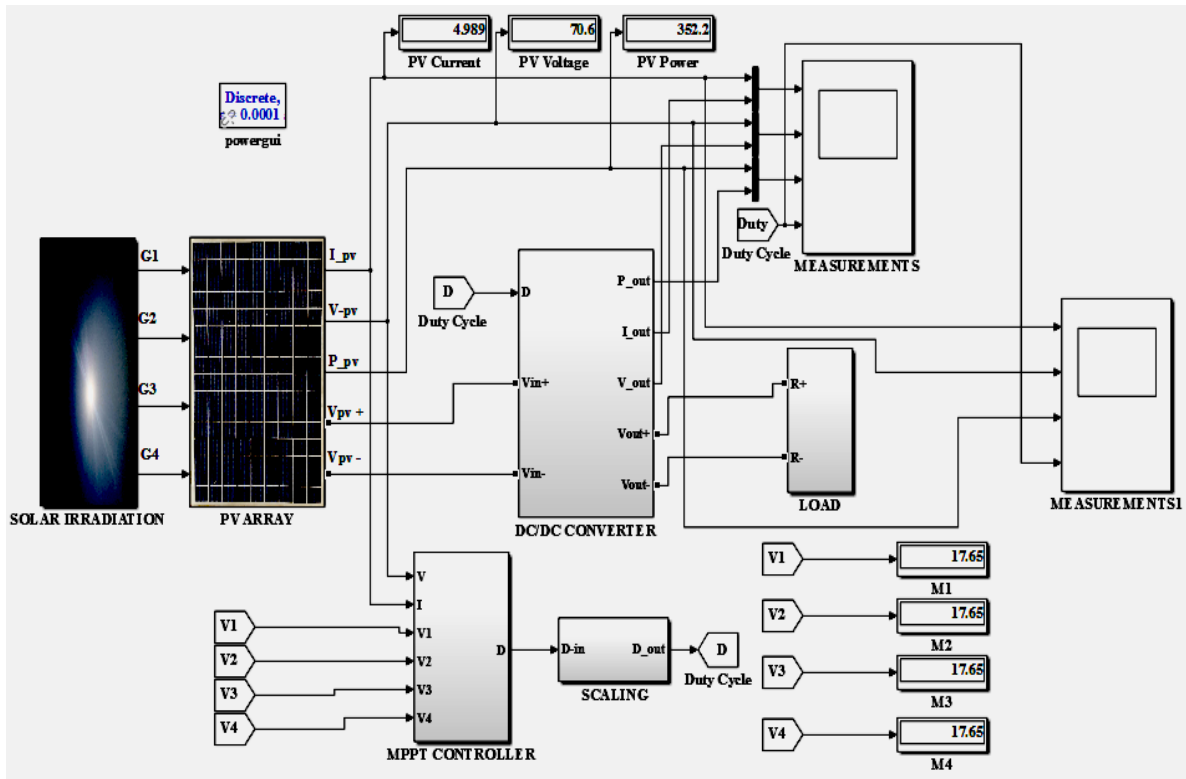 4.989
70.6
352.2
PV Current
PV Voltage
PV Power
Discrete,
0.0001
powergui
Duty
Duty Cycle
MEASUREMENTS
G1
G2
G3
G4
SOLAR IRRADIATION
I_pv
V-pv
P_pv
Vpv +
Vpv -
PV ARRAY
D
Duty Cycle
D
Vin+
Vin-
P_out
I_out
V_out
Vout+
Vout-
DC/DC CONVERTER
R+
R-
LOAD
MEASUREMENTS1
V1
V2
V3
V4
V
I
V1
V2
V3
V4
D
MPPT CONTROLLER
D-in
D_out
SCALING
D
Duty Cycle
V1
17.65
M1
V2
17.65
M2
V3
17.65
M3
V4
17.65
M4